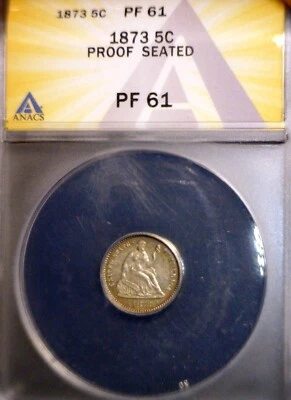 1873 5C PF 61
1873 5C
PROOF SEATED
PF 61
ANACS